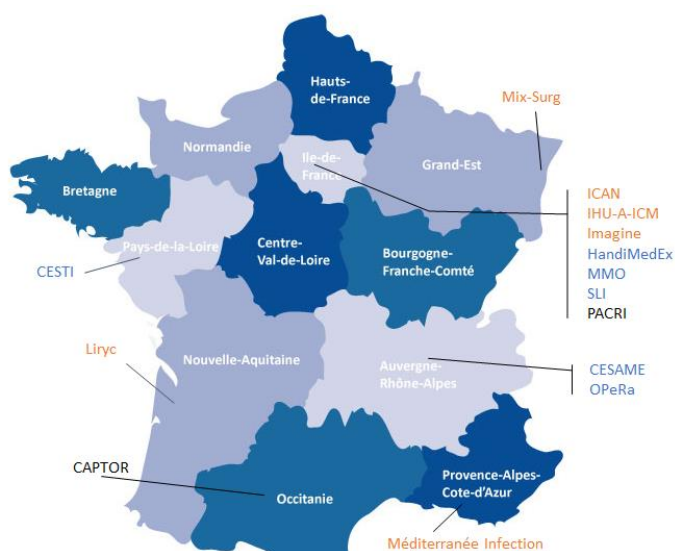 Hauts-
de-France
Mix-Surg
Normandie
Ile-de-
France
Grand-Est
Bretagne
ICAN
IHU-A-ICM
Imagine
HandiMedEx
MMO
SLI
PACRI
Pays-de-la-Loire
Centre-
Val-de-Loire
Bourgogne-
Franche-Comté
CESTI
Liryc
Nouvelle-Aquitaine
Auvergne-
Rhône-Alpes
CESAME
OPeRa
CAPTOR
Occitanie
Provence-Alpes-
Cote-d'Azur
Méditerranée Infection